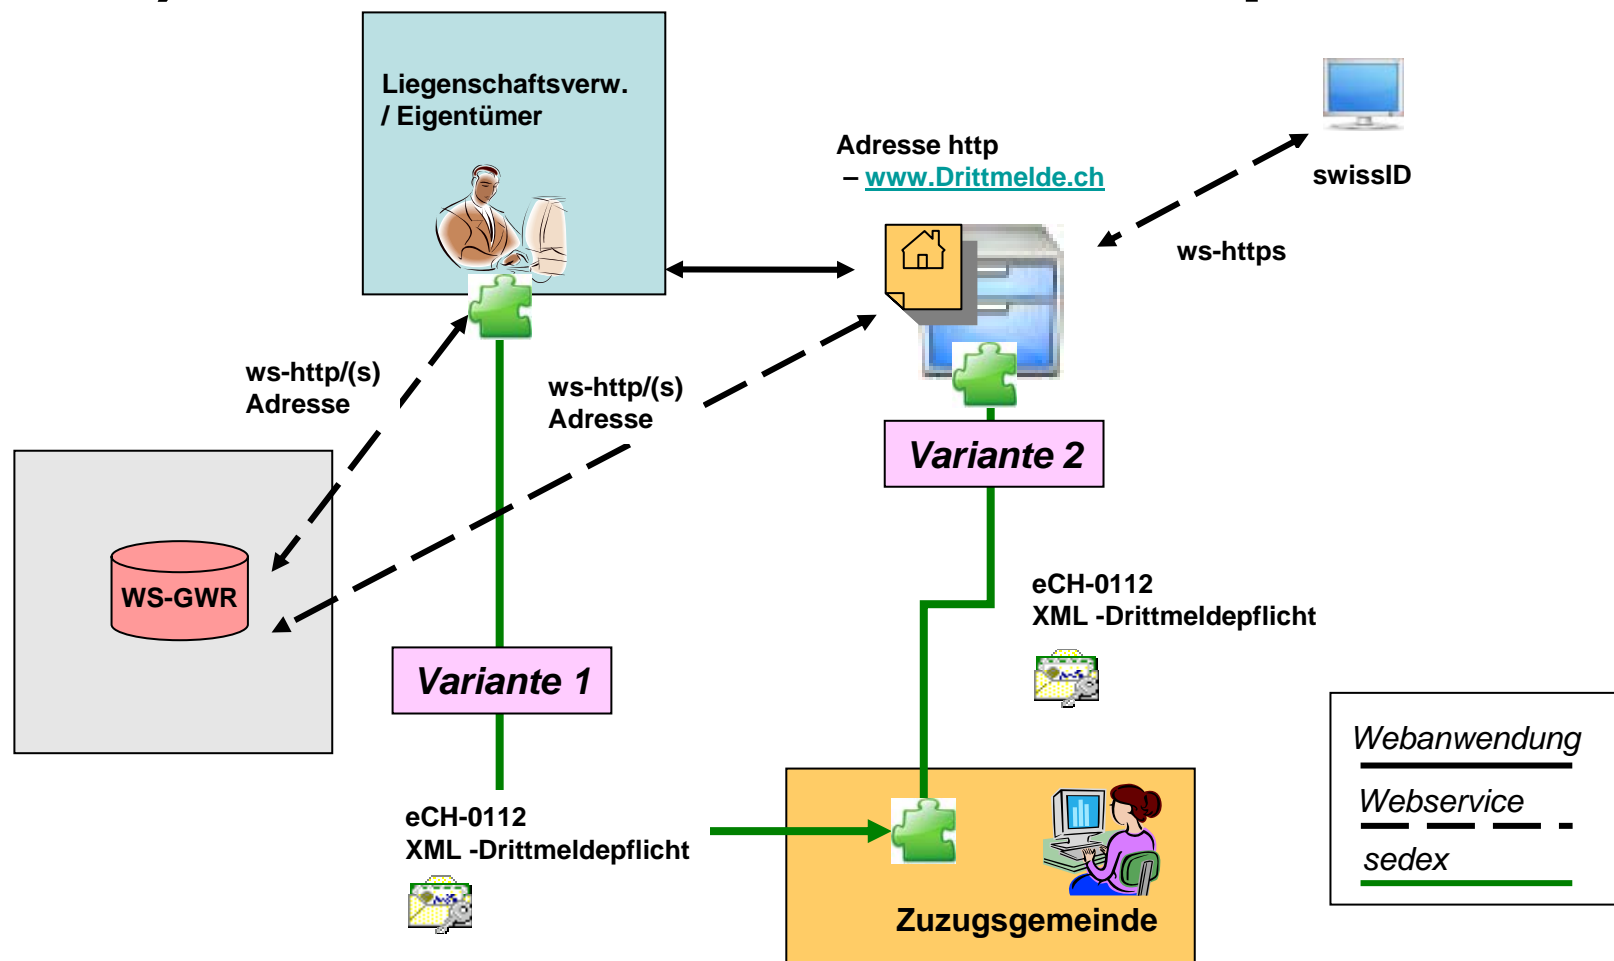 Liegenschaftsverw.
/ Eigentümer
Adresse http
– www.Drittmelde.ch
swissID
ws-https
ws-http/(s)
Adresse
ws-http/(s)
Adresse
Variante 2
WS-GWR
eCH-0112
XML -Drittmeldepflicht
Variante 1
Webanwendung
Webservice
sedex
eCH-0112
XML -Drittmeldepflicht
Zuzugsgemeinde